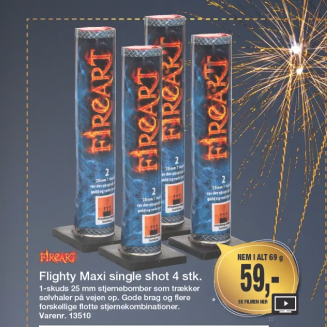 FIREART
FIREART
FIREART
FIREART
2
2
FIREART
Flighty Maxi single shot 4 stk.
1-skuds 25 mm stjernebomber som trækker
sølvhaler på vejen op. Gode brag og flere
forskellige flotte stjernekombinationer.
Varenr. 13510
NEM I ALT 69 g
59,-
SE FILMEN HER